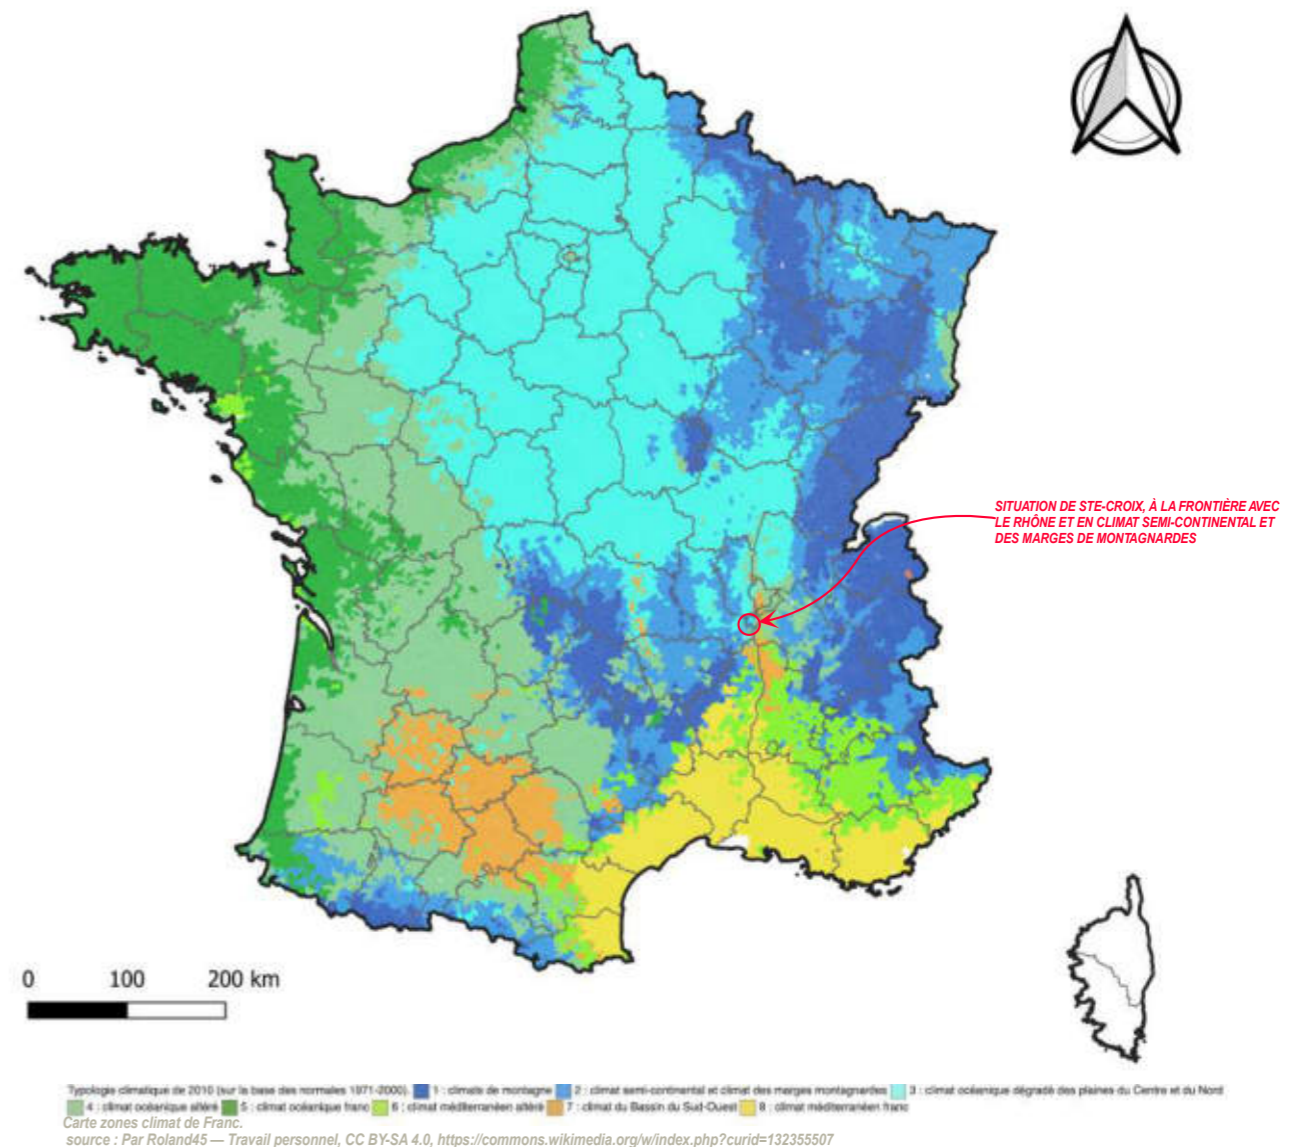 SITUATION DE STE-CROIX, À LA FRONTIÈRE AVEC
LE RHÔNE ET EN CLIMAT SEMI-CONTINENTAL ET
DES MARGES DE MONTAGNARDES
0 100 200 km
Typologie climatique de 2010 (sur la base des normales 1971-2000) 1 : climats de montagne 2 : climat semi-continental et climat des marges montagnardes 3 : climat océanique dégradé des plaines du Centre et du Nord
4 : climat océanique altéré 5 : climat océanique franc 6 : climat méditerranéen altéré 7 : climat du Bassin du Sud-Ouest 8 : climat méditerranéen franc
Carte zones climat de Franc.
source : Par Roland45 — Travail personnel, CC BY-SA 4.0, https://commons.wikimedia.org/w/index.php?curid=132355507